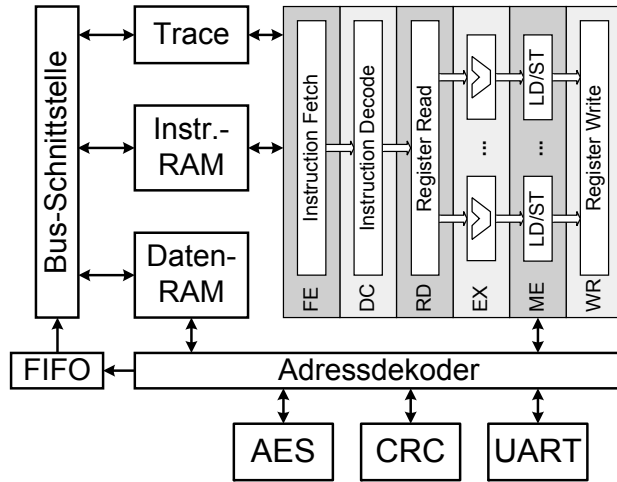 Bus-Schnittstelle
Trace
Instr.-
RAM
Daten-
RAM
Instruction Fetch
Instruction Decode
Register Read
...
...
LD/ST
LD/ST
Register Write
FE
DC
RD
EX
ME
WR
FIFO
Adressdekoder
AES
CRC
UART